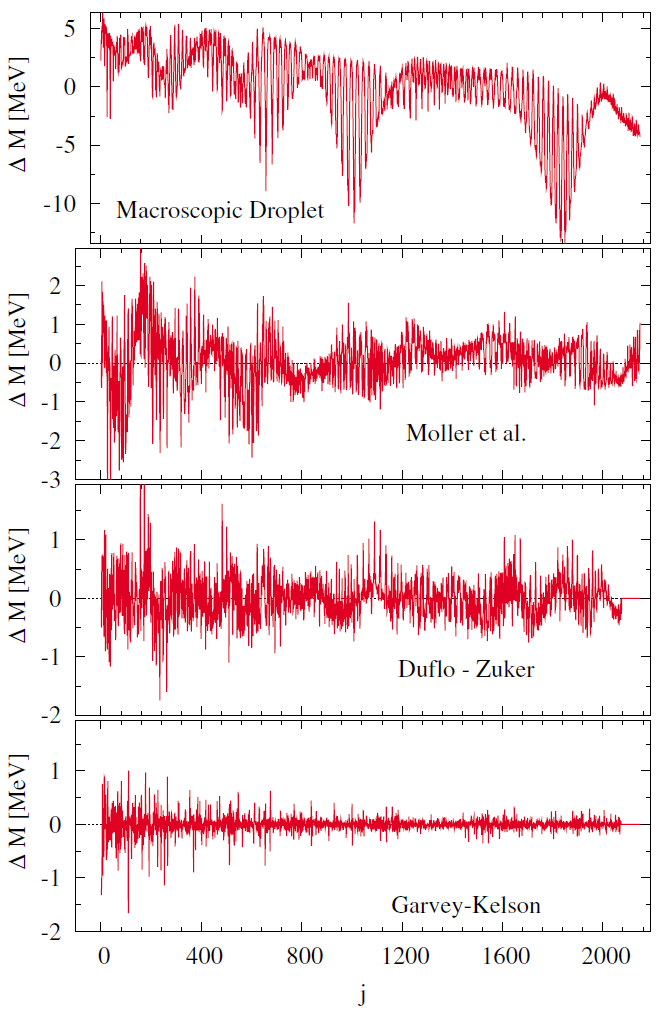 Δ M [MeV]
5
0
-5
-10
Macroscopic Droplet
Δ M [MeV]
2
1
0
-1
-2
-3
Moller et al.
Δ M [MeV]
1
0
-1
-2
Duflo - Zuker
Δ M [MeV]
1
0
-1
-2
Garvey-Kelson
0 400 800 1200 1600 2000
j